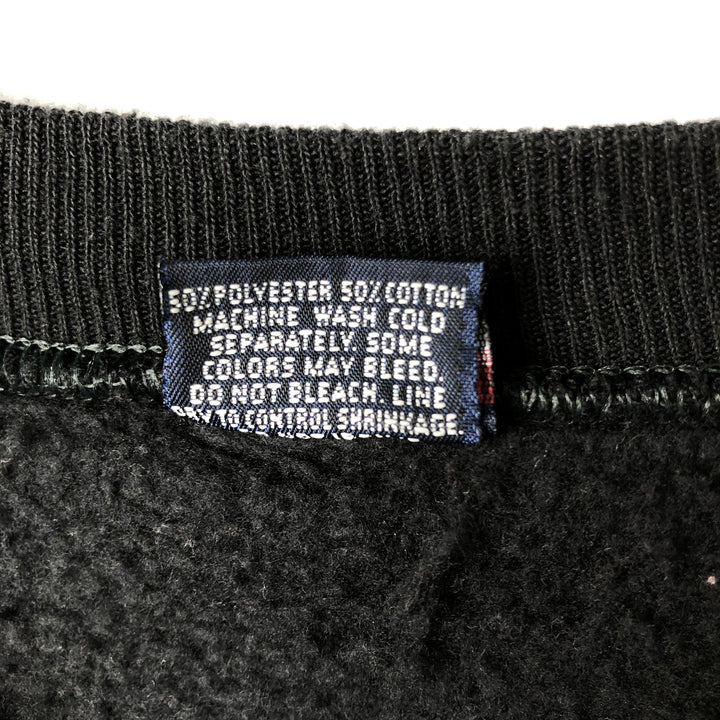 50% POLYESTER 50% COTTON
MACHINE WASH COLD
SEPARATELY SOME
COLORS MAY BLEED
DO NOT BLEACH. LINE
DRY TO CONTROL SHRINKAGE.